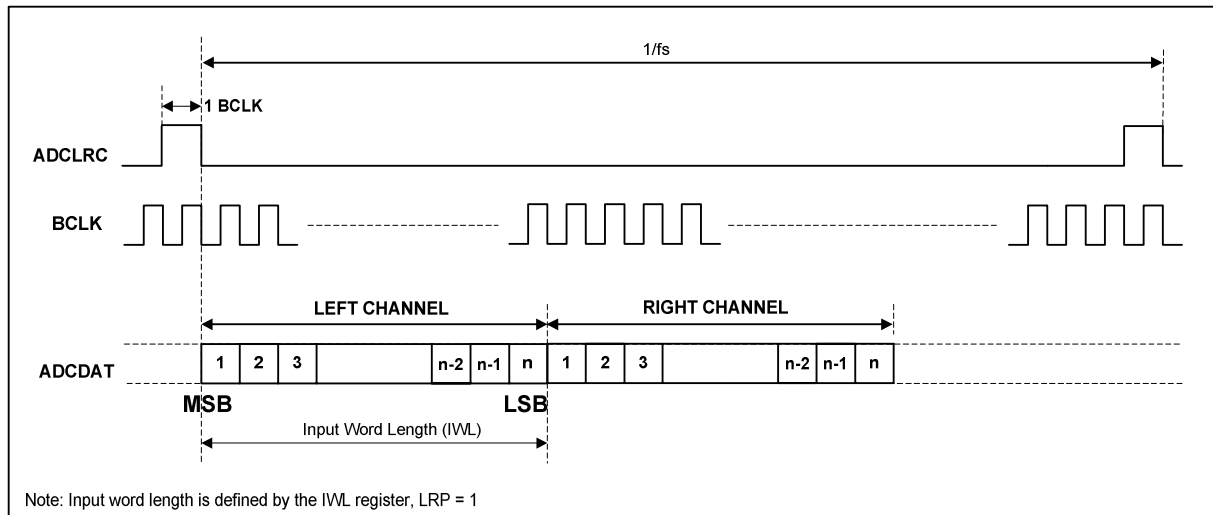 1/fs
1 BCLK
ADCLRC
BCLK
LEFT CHANNEL RIGHT CHANNEL
ADCDAT 1 2 3 n-2 n-1 n 1 2 3 n-2 n-1 n
MSB LSB
Input Word Length (IWL)
Note: Input word length is defined by the IWL register, LRP = 1